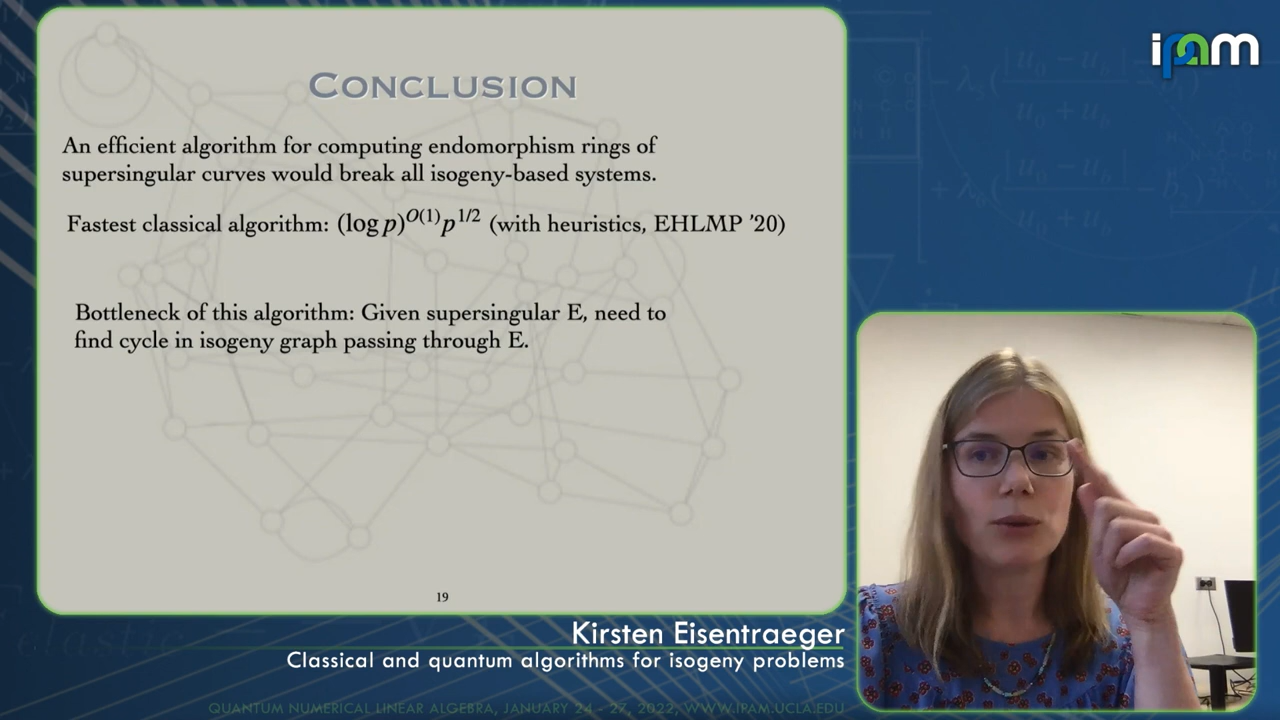 ipam
CONCLUSION
An efficient algorithm for computing endomorphism rings of
supersingular curves would break all isogeny-based systems.
Fastest classical algorithm: (log p)^{O(1)}p^{1/2} (with heuristics, EHLMP '20)
Bottleneck of this algorithm: Given supersingular E, need to
find cycle in isogeny graph passing through E.
19
Kirsten Eisentraeger
Classical and quantum algorithms for isogeny problems
QUANTUM NUMERICAL LINEAR ALGEBRA, JANUARY 24 - 27, 2022, WWW.IPAM.UCLA.EDU